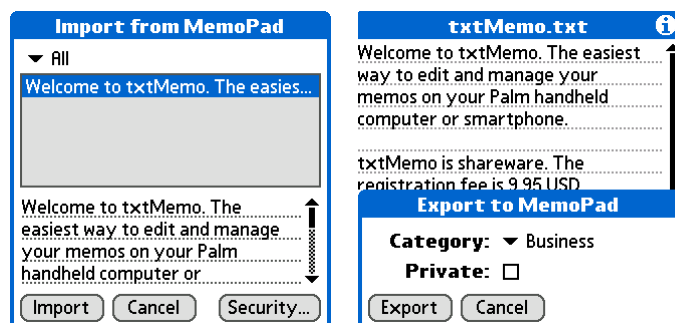 Import from MemoPad
All
Welcome to txtMemo. The easies...
Welcome to txtMemo. The
easiest way to edit and manage
your memos on your Palm
handheld computer or
Import
Cancel
Security...
txtMemo.txt
i
Welcome to txtMemo. The easiest
way to edit and manage your
memos on your Palm handheld
computer or smartphone.
txtMemo is shareware. The
registration fee is 9.95 USD
Export to MemoPad
Category: Business
Private:
Export
Cancel